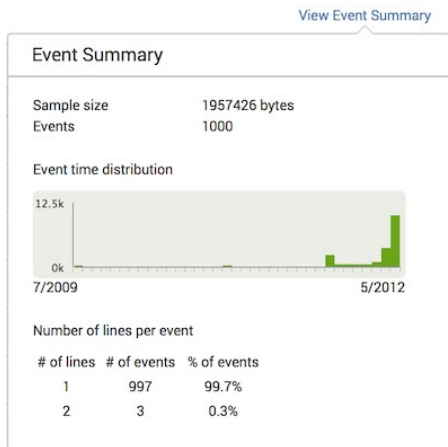 View Event Summary
Event Summary
Sample size 1957426 bytes
Events 1000
Event time distribution
12.5k
0k
7/2009 5/2012
Number of lines per event
# of lines # of events % of events
1 997 99.7%
2 3 0.3%